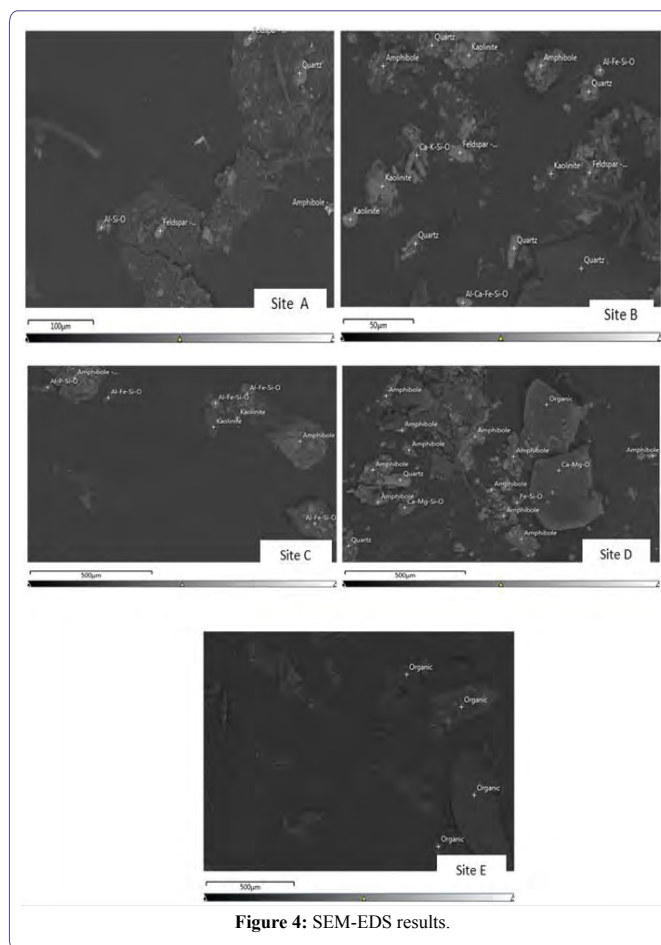 Feldspar -...
Quartz
Al-Si-O
Feldspar -...
Amphibole -
Site A
100µm
Quartz
Amphibole
Kaolinite
Amphibole
Al-Fe-Si-O
Quartz
Ca-K-Si-O
Feldspar -...
Kaolinite
Feldspar -...
Kaolinite
Kaolinite
Quartz
Quartz
Quartz
Al-Ca-Fe-Si-O
Site B
50µm
Amphibole -...
Al-Fe-Si-O
Al-Fe-Si-O
Al-Fe-Si-O
Kaolinite
Kaolinite
Amphibole
Al-Fe-Si-O
Site C
500µm
Amphibole
Organic
Amphibole
Amphibole
Amphibole
Amphibole
Amphibole
Amphibole
Ca-Mg-O
Quartz
Amphibole
Amphibole
Fe-Si-O
Ca-Mg-Si-O
Amphibole
Amphibole
Quartz
Site D
500µm
Organic
Organic
Organic
Organic
Site E
500µm
Figure 4: SEM-EDS results.